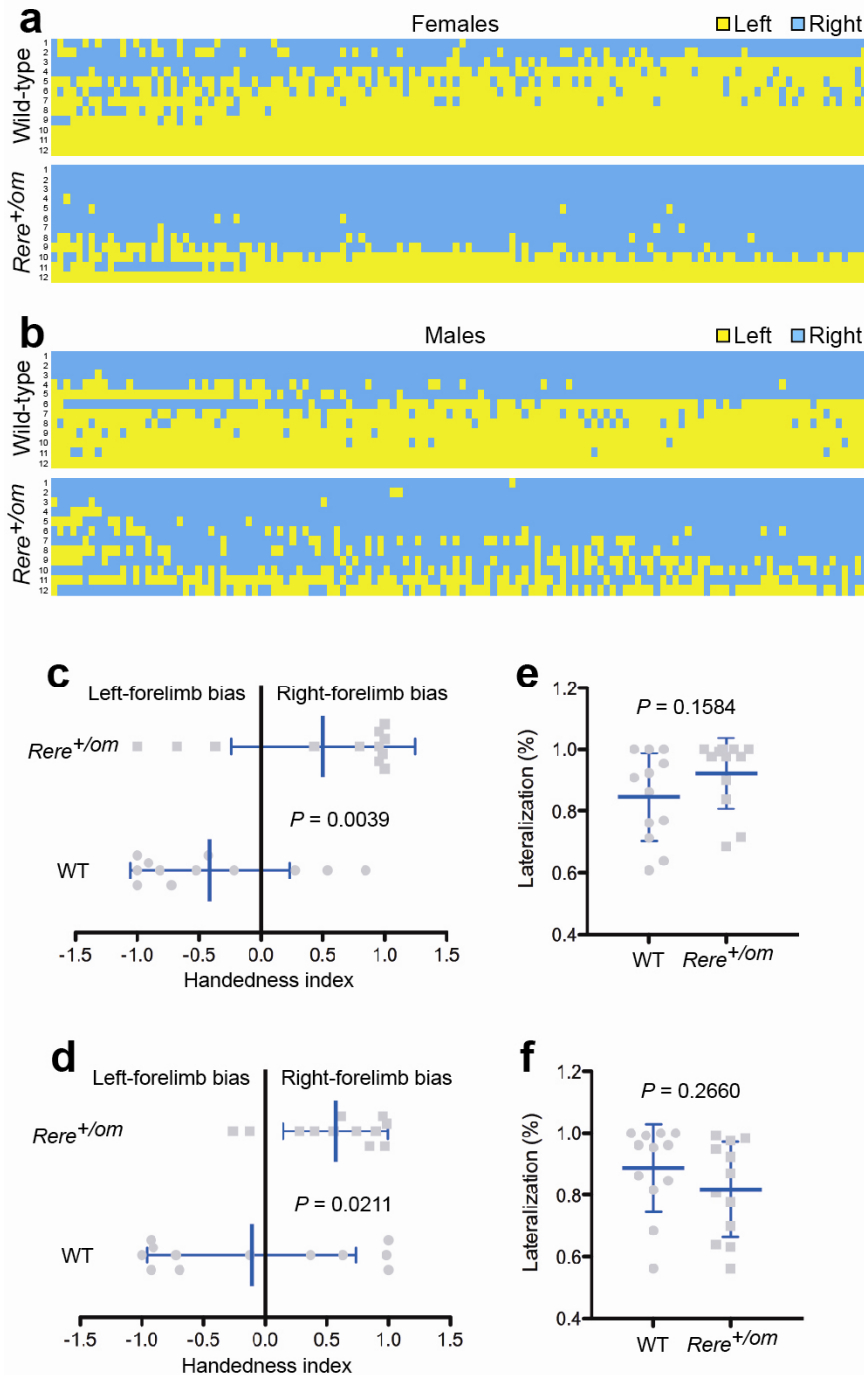 a Females Left Right
Wild-type
1
2
3
4
5
6
7
8
9
10
11
12
Rere+/om
1
2
3
4
5
6
7
8
9
10
11
12
b Males Left Right
Wild-type
1
2
3
4
5
6
7
8
9
10
11
12
Rere+/om
1
2
3
4
5
6
7
8
9
10
11
12
c
Left-forelimb bias Right-forelimb bias
Rere+/om
P = 0.0039
WT
-1.5 -1.0 -0.5 0.0 0.5 1.0 1.5
Handedness index
e
1.2
P = 0.1584
1.0
0.8
0.6
0.4
Lateralization (%)
WT Rere+/om
d
Left-forelimb bias Right-forelimb bias
Rere+/om
P = 0.0211
WT
-1.5 -1.0 -0.5 0.0 0.5 1.0 1.5
Handedness index
f
1.2
P = 0.2660
1.0
0.8
0.6
0.4
Lateralization (%)
WT Rere+/om